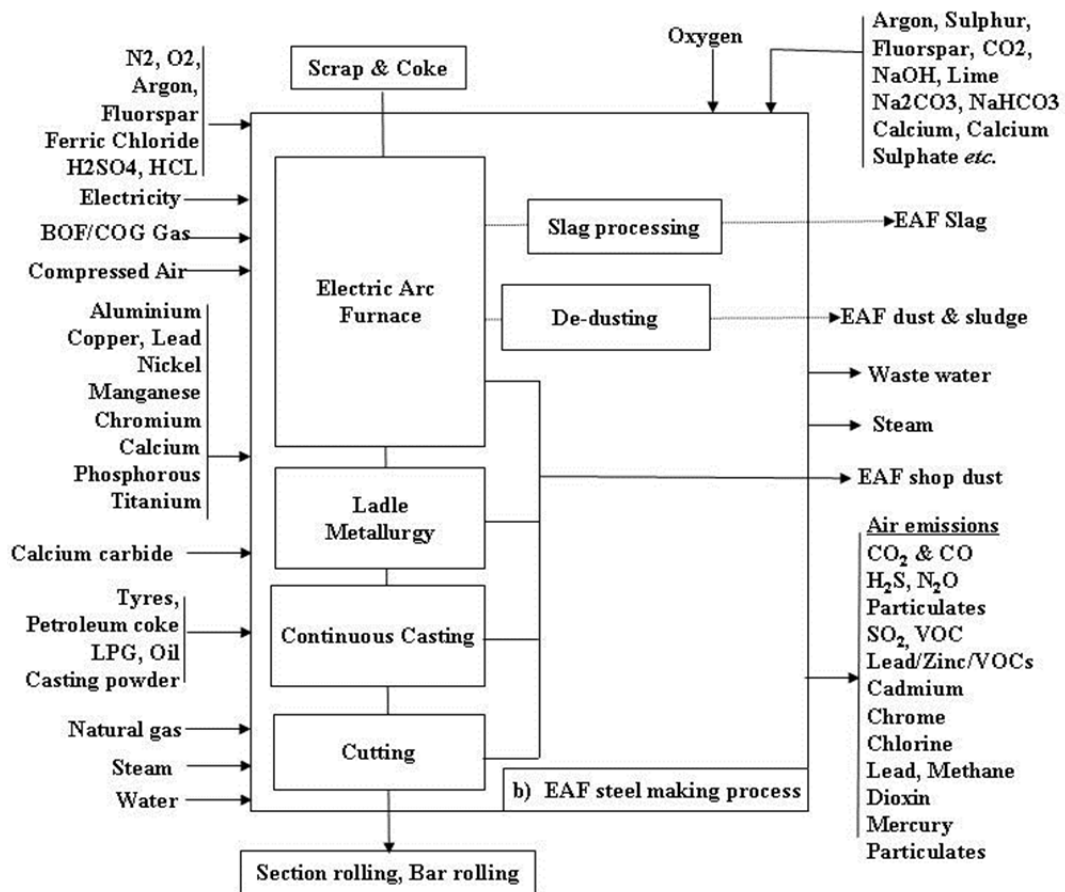 N2, O2,
Argon,
Fluorspar
Ferric Chloride
H2SO4, HCL
Electricity
BOF/COG Gas
Compressed Air
Aluminium
Copper, Lead
Nickel
Manganese
Chromium
Calcium
Phosphorous
Titanium
Calcium carbide
Tyres,
Petroleum coke
LPG, Oil
Casting powder
Natural gas
Steam
Water
Scrap & Coke
Electric Arc
Furnace
Ladle
Metallurgy
Continuous Casting
Cutting
Section rolling, Bar rolling
Slag processing
De-dusting
b) EAF steel making process
Oxygen
Argon, Sulphur,
Fluorspar, CO2,
NaOH, Lime
Na2CO3, NaHCO3
Calcium, Calcium
Sulphate etc.
EAF Slag
EAF dust & sludge
Waste water
Steam
EAF shop dust
Air emissions
CO₂ & CO
H₂S, N₂O
Particulates
SO₂, VOC
Lead/Zinc/VOCs
Cadmium
Chrome
Chlorine
Lead, Methane
Dioxin
Mercury
Particulates